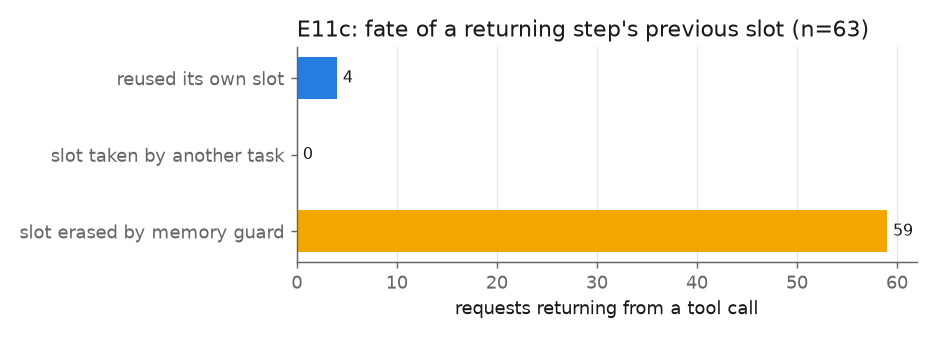 E11c: fate of a returning step's previous slot (n=63)
reused its own slot 4
slot taken by another task 0
slot erased by memory guard 59
0 10 20 30 40 50 60
requests returning from a tool call